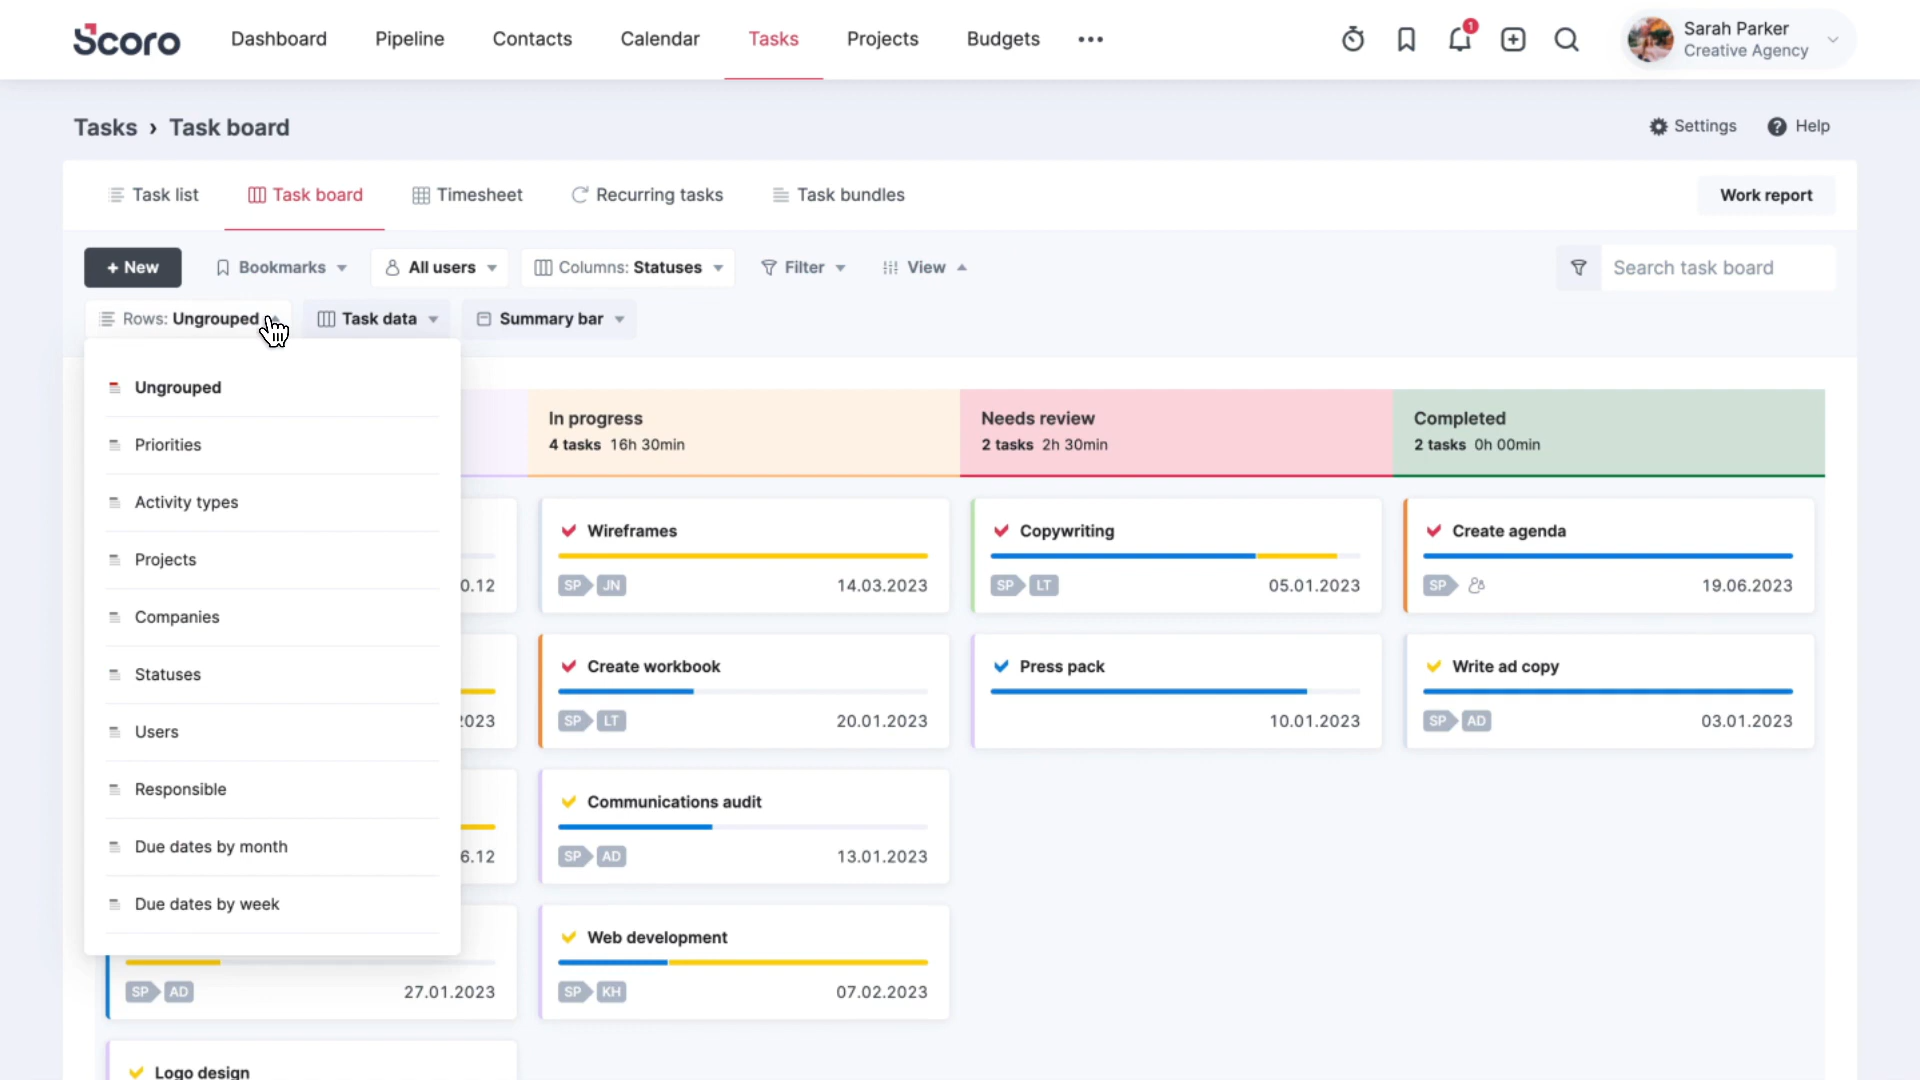 Scoro
Dashboard
Pipeline
Contacts
Calendar
Tasks
Projects
Budgets
1
Sarah Parker
Creative Agency
Tasks › Task board
Settings
Help
Task list
Task board
Timesheet
Recurring tasks
Task bundles
Work report
+ New
Bookmarks
All users
Columns: Statuses
Filter
View
Search task board
Rows: Ungrouped
Task data
Summary bar
Ungrouped
Priorities
Activity types
Projects
Companies
Statuses
Users
Responsible
Due dates by month
Due dates by week
0.12
2023
6.12
SP AD
27.01.2023
Logo design
In progress
4 tasks 16h 30min
Wireframes
SP JN
14.03.2023
Create workbook
SP LT
20.01.2023
Communications audit
SP AD
13.01.2023
Web development
SP KH
07.02.2023
Needs review
2 tasks 2h 30min
Copywriting
SP LT
05.01.2023
Press pack
10.01.2023
Completed
2 tasks 0h 00min
Create agenda
SP
19.06.2023
Write ad copy
SP AD
03.01.2023